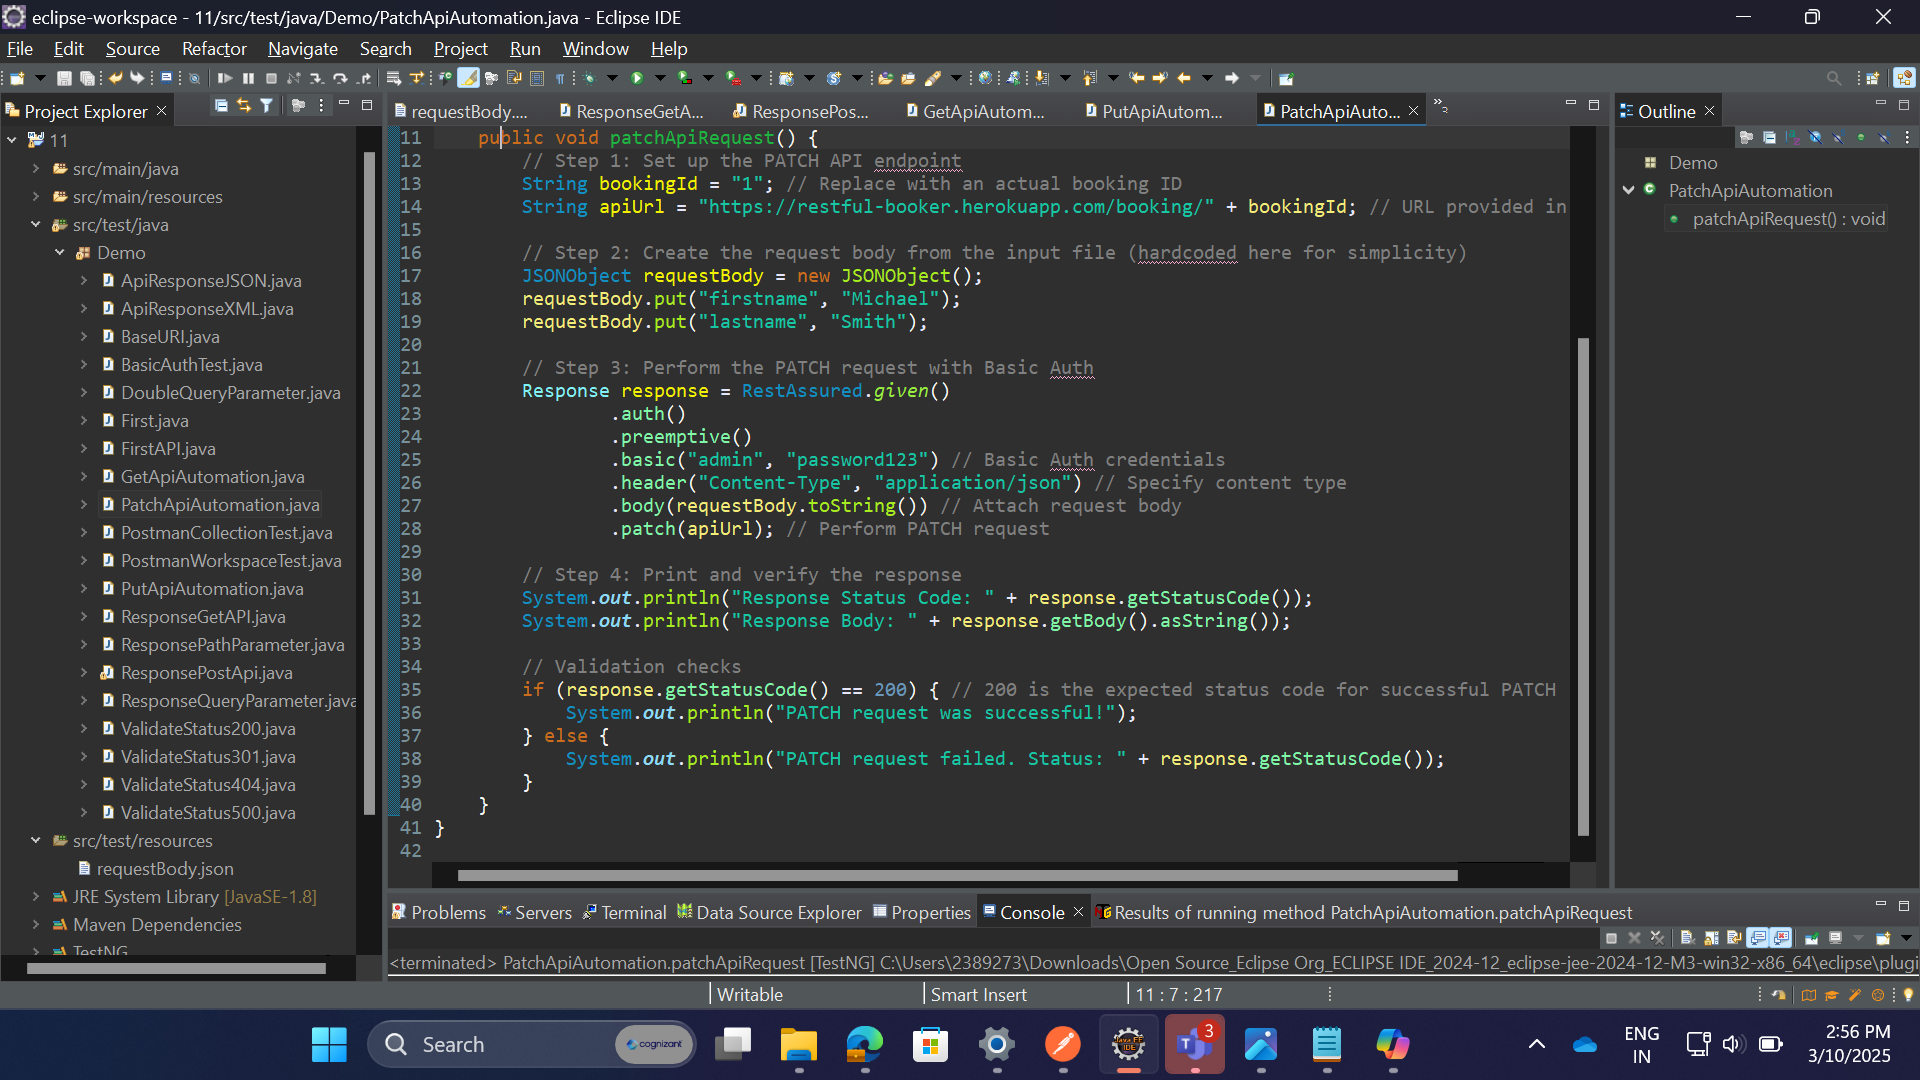 eclipse-workspace - 11/src/test/java/Demo/PatchApiAutomation.java - Eclipse IDE
File Edit Source Refactor Navigate Search Project Run Window Help
Project Explorer
requestBody....
ResponseGetA...
ResponsePos...
GetApiAutom...
PutApiAutom...
PatchApiAuto...
Outline
11
src/main/java
src/main/resources
src/test/java
Demo
ApiResponseJSON.java
ApiResponseXML.java
BaseURI.java
BasicAuthTest.java
DoubleQueryParameter.java
First.java
FirstAPI.java
GetApiAutomation.java
PatchApiAutomation.java
PostmanCollectionTest.java
PostmanWorkspaceTest.java
PutApiAutomation.java
ResponseGetAPI.java
ResponsePathParameter.java
ResponsePostApi.java
ResponseQueryParameter.java
ValidateStatus200.java
ValidateStatus301.java
ValidateStatus404.java
ValidateStatus500.java
src/test/resources
requestBody.json
JRE System Library [JavaSE-1.8]
Maven Dependencies
TestNG
11 public void patchApiRequest() {
12 // Step 1: Set up the PATCH API endpoint
13 String bookingId = "1"; // Replace with an actual booking ID
14 String apiUrl = "https://restful-booker.herokuapp.com/booking/" + bookingId; // URL provided in
15
16 // Step 2: Create the request body from the input file (hardcoded here for simplicity)
17 JSONObject requestBody = new JSONObject();
18 requestBody.put("firstname", "Michael");
19 requestBody.put("lastname", "Smith");
20
21 // Step 3: Perform the PATCH request with Basic Auth
22 Response response = RestAssured.given()
23 .auth()
24 .preemptive()
25 .basic("admin", "password123") // Basic Auth credentials
26 .header("Content-Type", "application/json") // Specify content type
27 .body(requestBody.toString()) // Attach request body
28 .patch(apiUrl); // Perform PATCH request
29
30 // Step 4: Print and verify the response
31 System.out.println("Response Status Code: " + response.getStatusCode());
32 System.out.println("Response Body: " + response.getBody().asString());
33
34 // Validation checks
35 if (response.getStatusCode() == 200) { // 200 is the expected status code for successful PATCH
36 System.out.println("PATCH request was successful!");
37 } else {
38 System.out.println("PATCH request failed. Status: " + response.getStatusCode());
39 }
40 }
41 }
42
Demo
PatchApiAutomation
patchApiRequest() : void
Problems Servers Terminal Data Source Explorer Properties Console Results of running method PatchApiAutomation.patchApiRequest
<terminated> PatchApiAutomation.patchApiRequest [TestNG] C:\Users\2389273\Downloads\Open Source_Eclipse Org_ECLIPSE IDE_2024-12_eclipse-jee-2024-12-M3-win32-x86_64\eclipse\plugi
Writable Smart Insert 11 : 7 : 217
Search
cognizant
3
ENG
IN
2:56 PM
3/10/2025